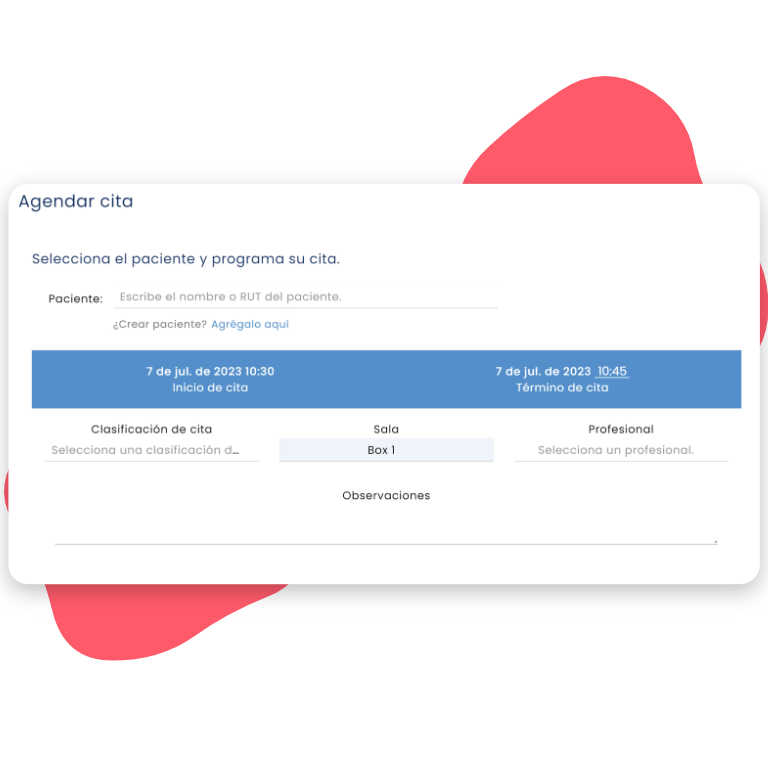 Agendar cita
Selecciona el paciente y programa su cita.
Paciente: Escribe el nombre o RUT del paciente.
¿Crear paciente? Agrégalo aquí
7 de jul. de 2023 10:30 7 de jul. de 2023 10:45
Inicio de cita Término de cita
Clasificación de cita Sala Profesional
Selecciona una clasificación d... Box 1 Selecciona un profesional.
Observaciones